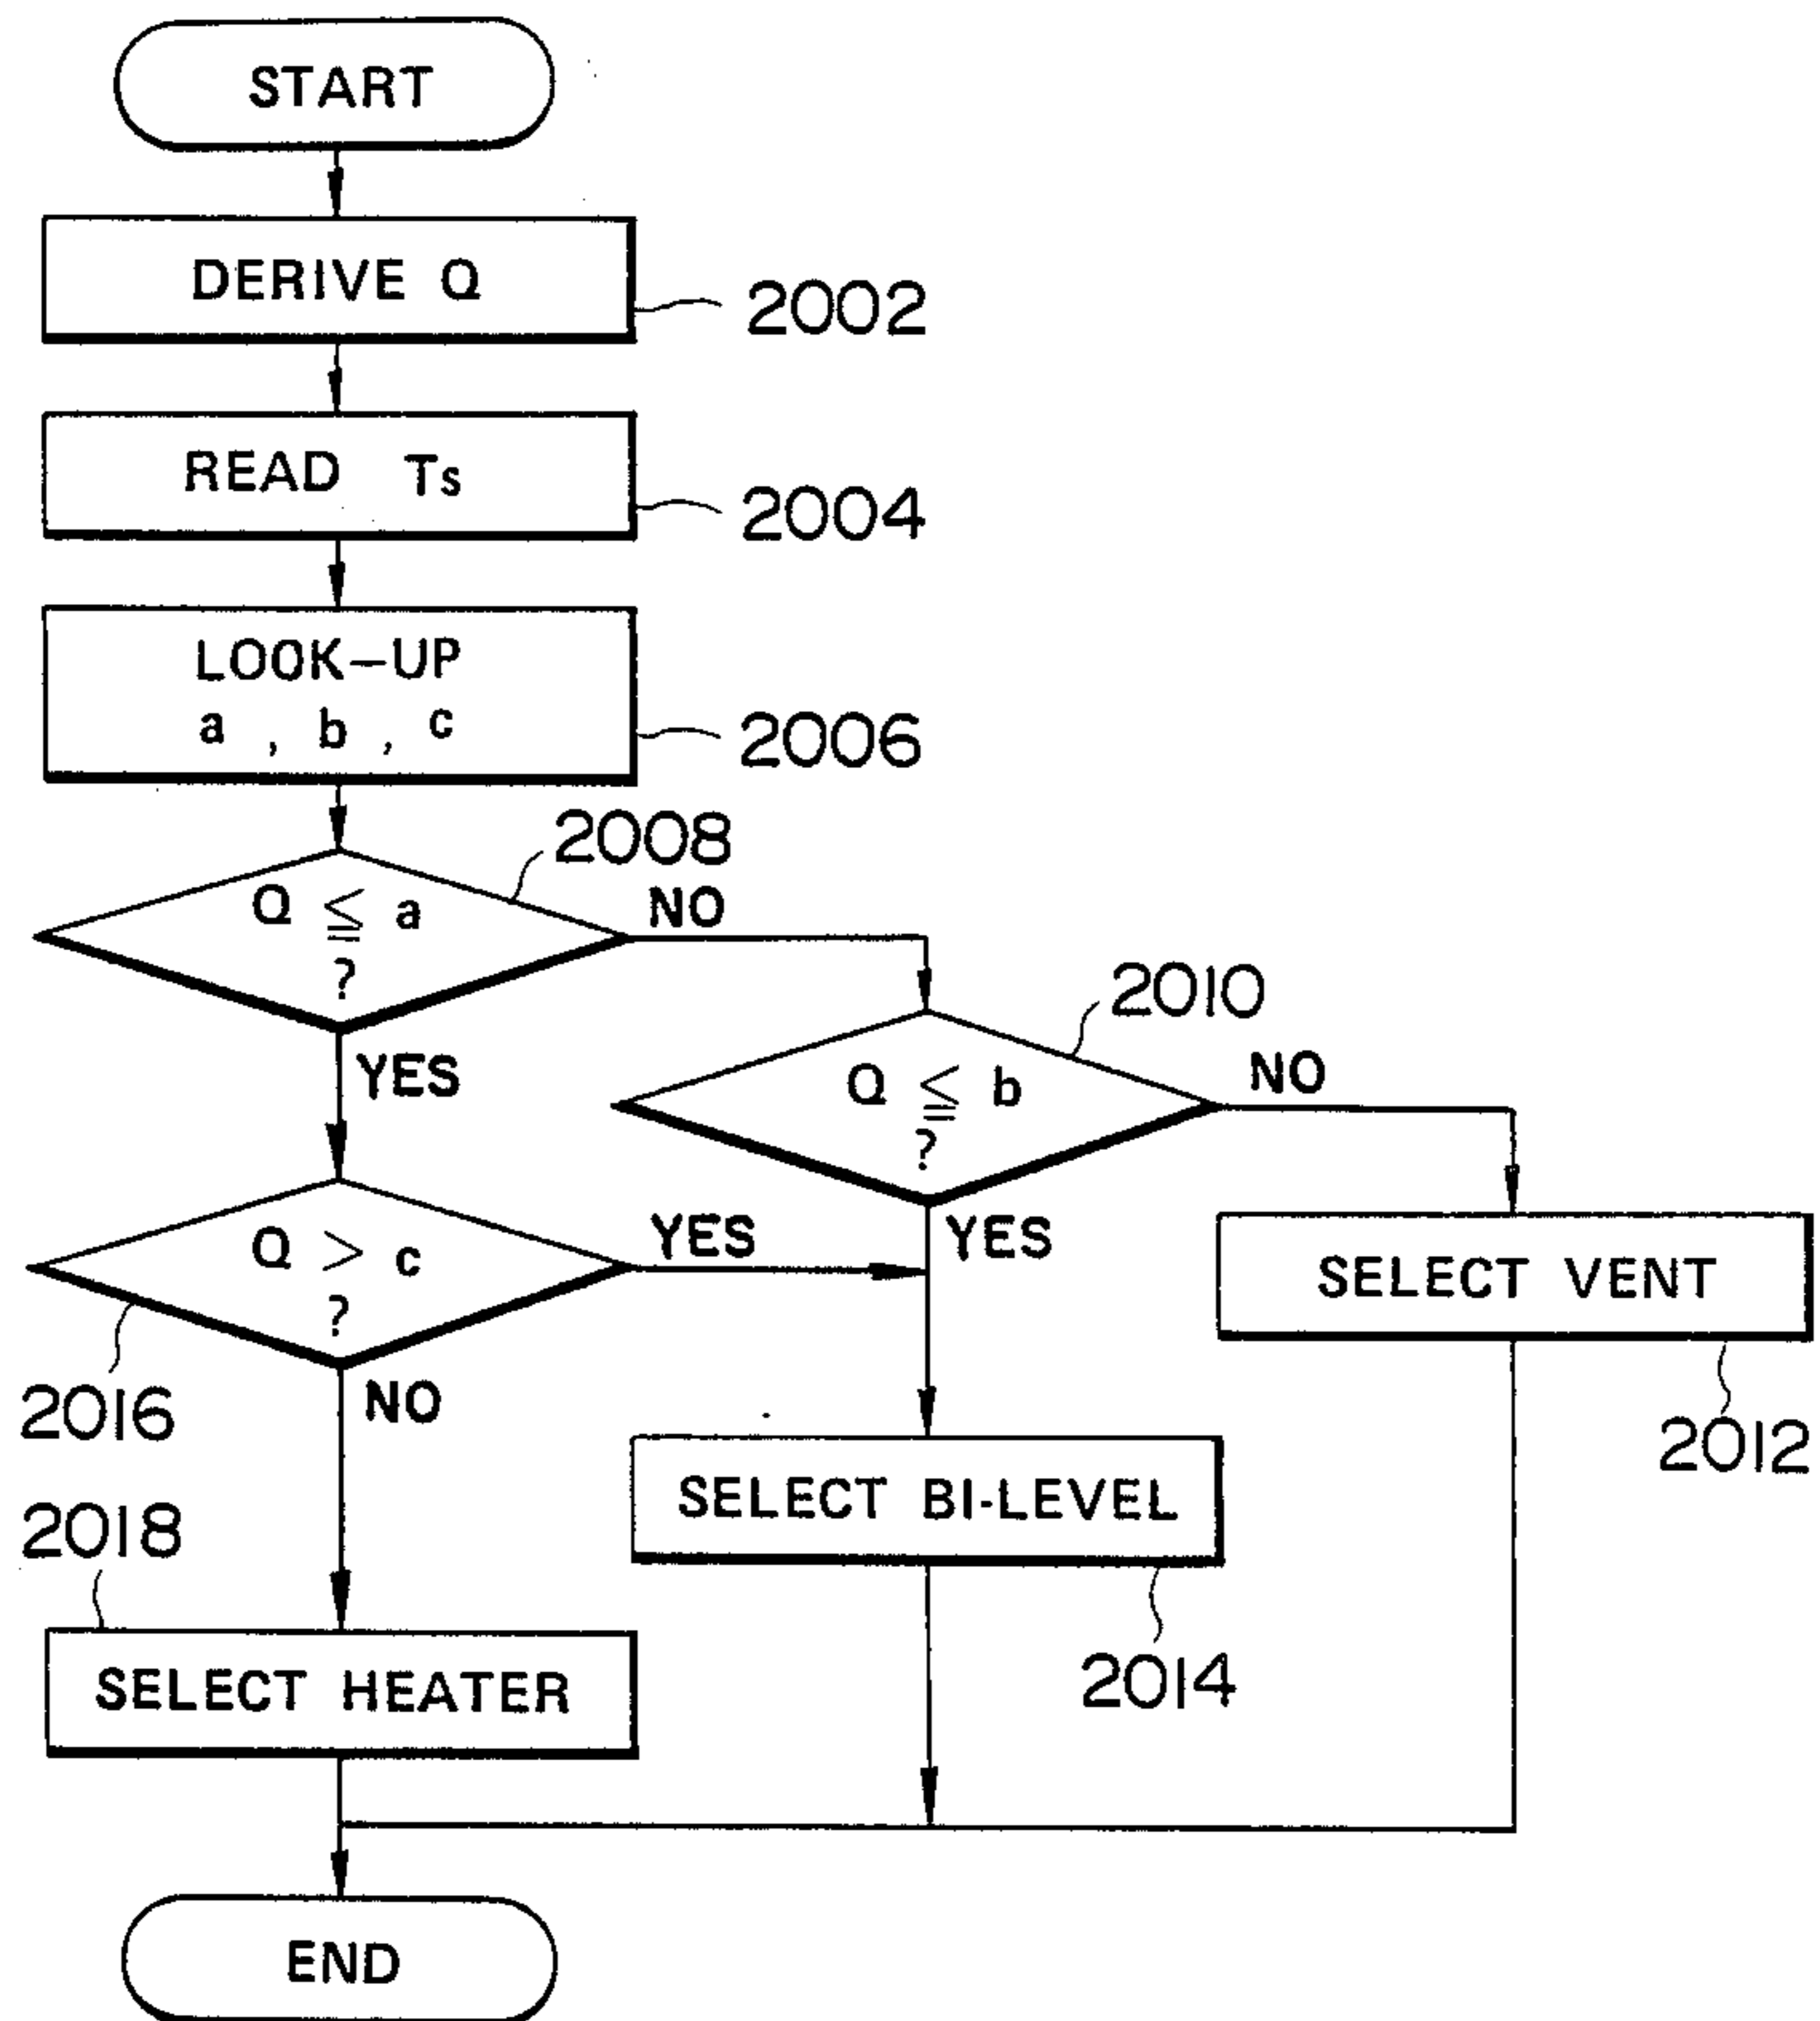 START
DERIVE Q
2002
READ Ts
2004
LOOK-UP
a , b , c
2006
2008
Q ≦ a
?
NO
YES
2010
Q ≦ b
?
NO
YES
Q > c
?
YES
NO
2016
SELECT VENT
2012
SELECT BI-LEVEL
2014
2018
SELECT HEATER
END